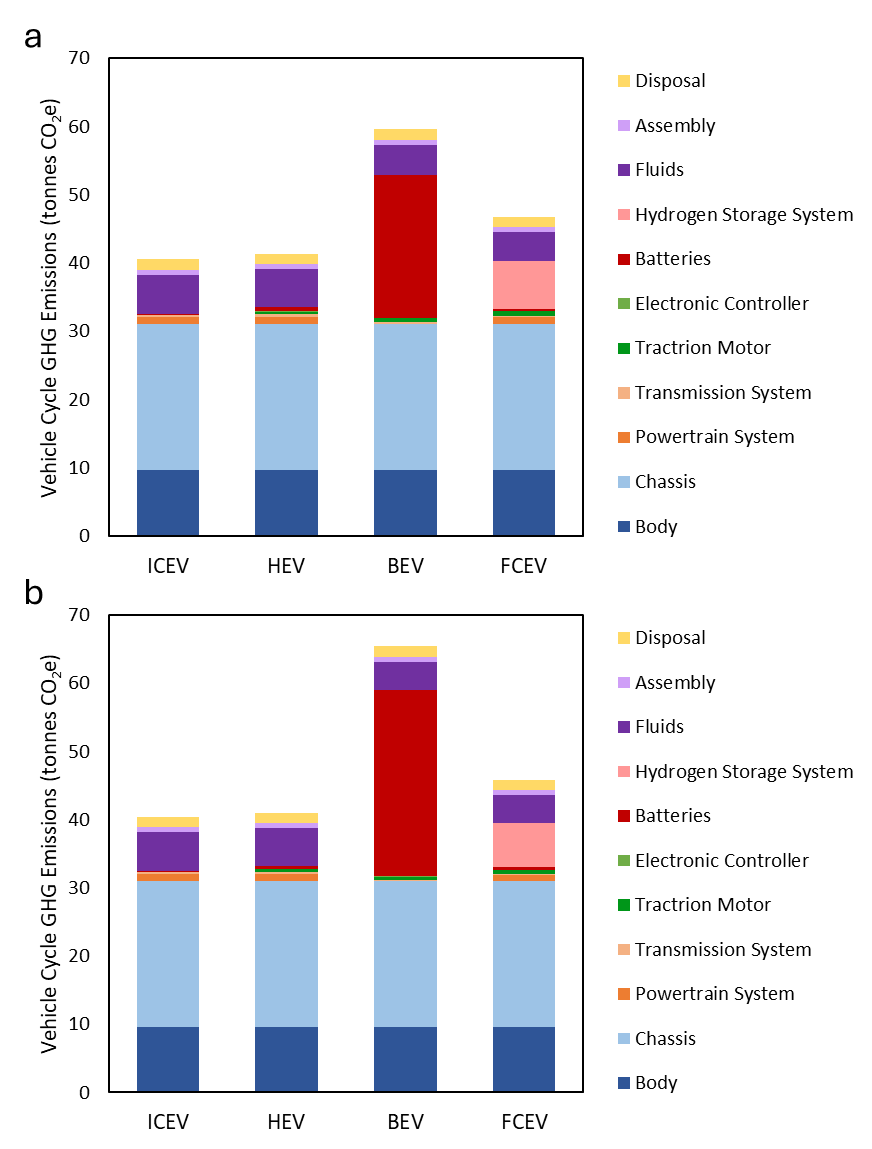 a
Vehicle Cycle GHG Emissions (tonnes CO2e)
70
60
50
40
30
20
10
0
ICEV HEV BEV FCEV
Disposal
Assembly
Fluids
Hydrogen Storage System
Batteries
Electronic Controller
Tractrion Motor
Transmission System
Powertrain System
Chassis
Body
b
Vehicle Cycle GHG Emissions (tonnes CO2e)
70
60
50
40
30
20
10
0
ICEV HEV BEV FCEV
Disposal
Assembly
Fluids
Hydrogen Storage System
Batteries
Electronic Controller
Tractrion Motor
Transmission System
Powertrain System
Chassis
Body